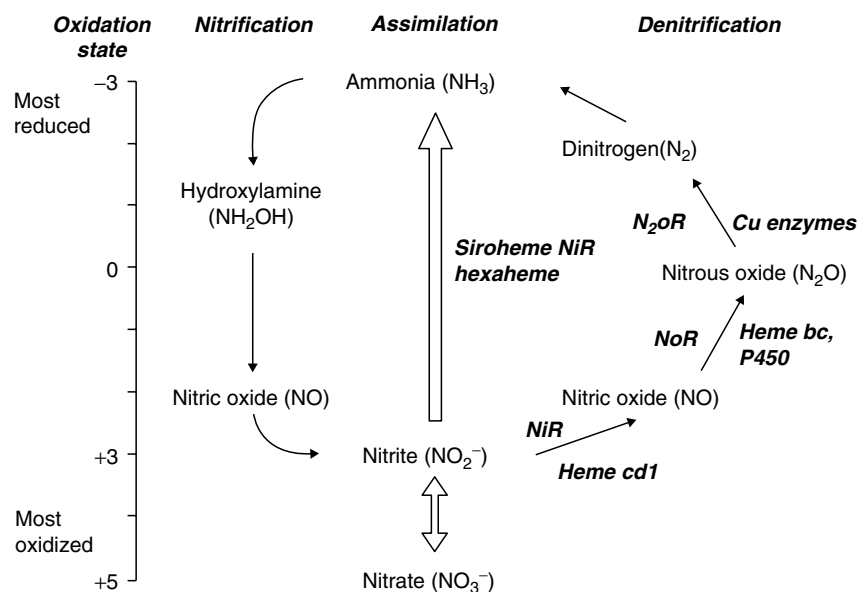 Oxidation state
Nitrification
Assimilation
Denitrification
−3
Most
reduced
0
+3
Most
oxidized
+5
Ammonia (NH₃)
Hydroxylamine
(NH₂OH)
Nitric oxide (NO)
Siroheme NiR
hexaheme
Nitrite (NO₂⁻)
Nitrate (NO₃⁻)
Dinitrogen(N₂)
N₂oR
Cu enzymes
Nitrous oxide (N₂O)
NoR
Heme bc,
P450
Nitric oxide (NO)
NiR
Heme cd1